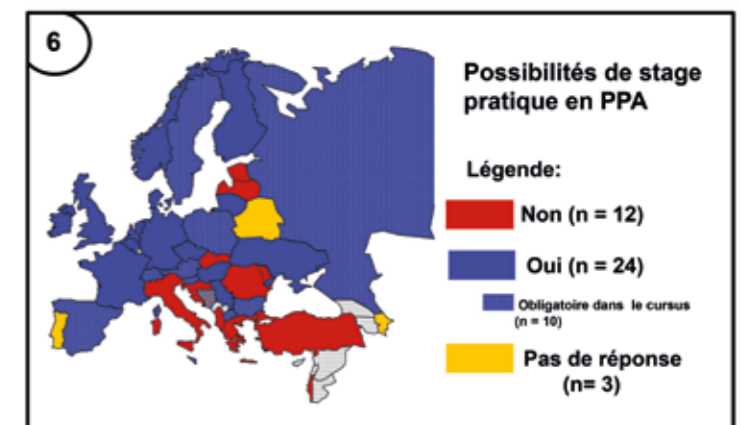 6
Possibilités de stage
pratique en PPA
Légende:
Non (n = 12)
Oui (n = 24)
Obligatoire dans le cursus
(n = 10)
Pas de réponse
(n= 3)